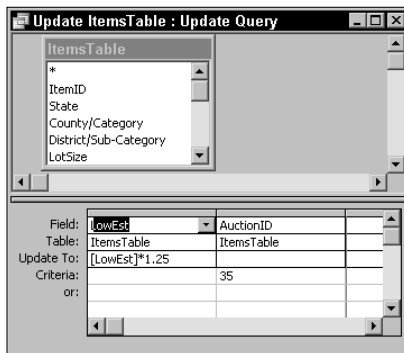 Update ItemsTable : Update Query
ItemsTable
*
ItemID
State
County/Category
District/Sub-Category
LotSize
Field: LowEst AuctionID
Table: ItemsTable ItemsTable
Update To: [LowEst]*1.25
Criteria: 35
or: